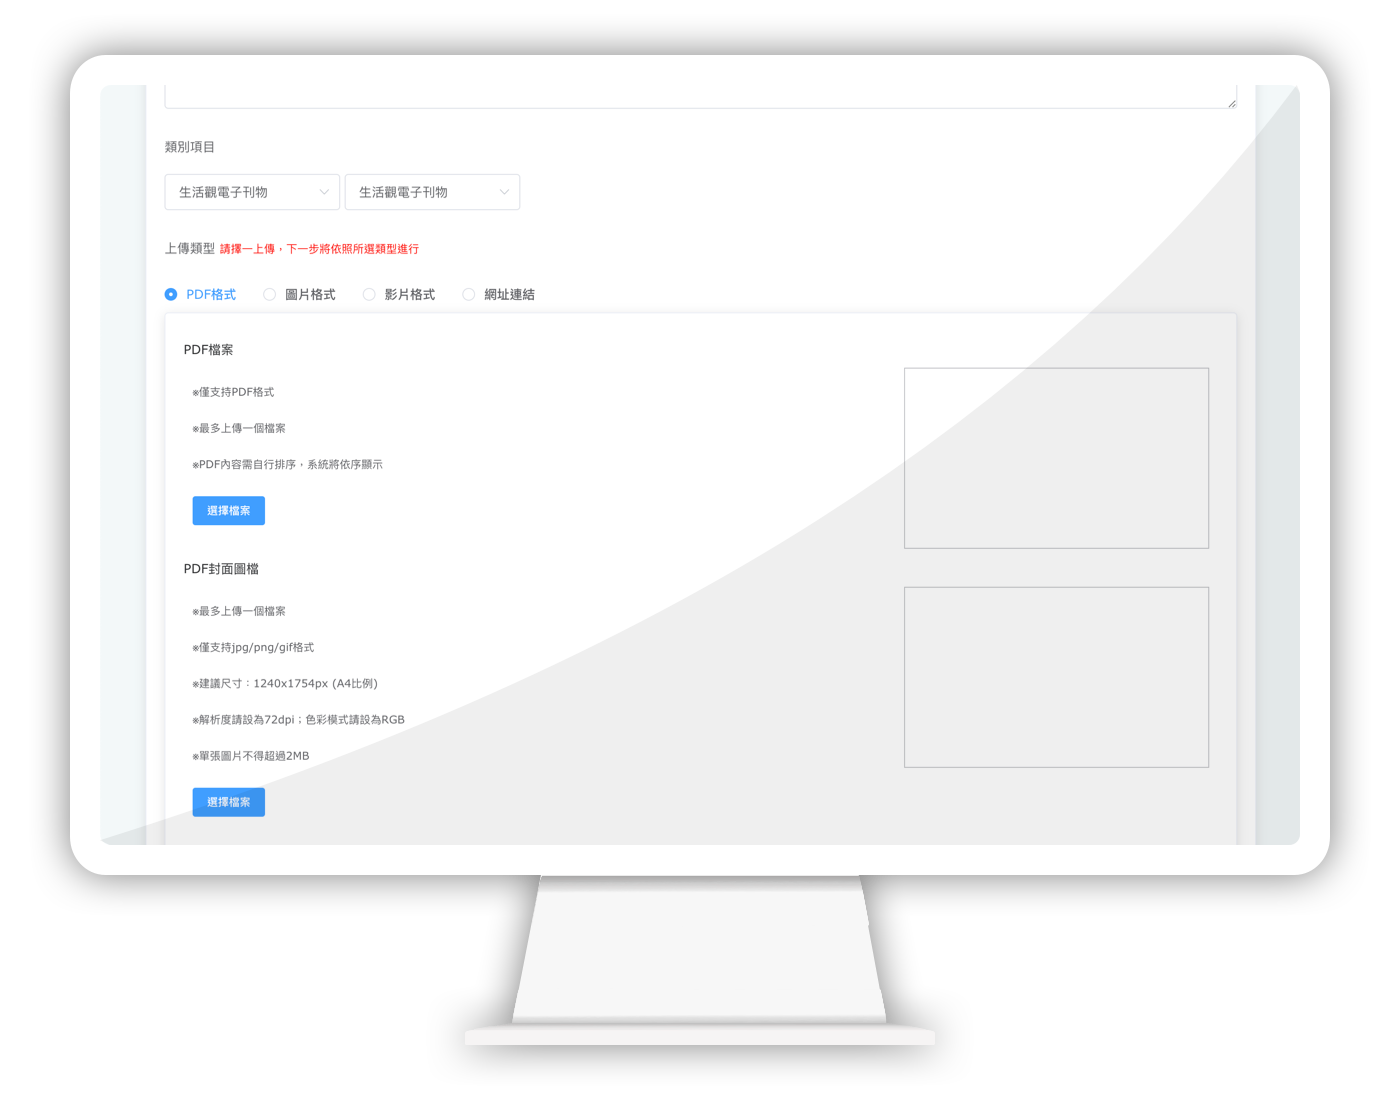 類別項目
生活觀電子刊物 生活觀電子刊物
上傳類型 請擇一上傳，下一步將依照所選類型進行
PDF格式 圖片格式 影片格式 網址連結
PDF檔案
※僅支持PDF格式
※最多上傳一個檔案
※PDF內容需自行排序，系統將依序顯示
選擇檔案
PDF封面圖檔
※最多上傳一個檔案
※僅支持jpg/png/gif格式
※建議尺寸：1240x1754px (A4比例)
※解析度請設為72dpi；色彩模式請設為RGB
※單張圖片不得超過2MB
選擇檔案